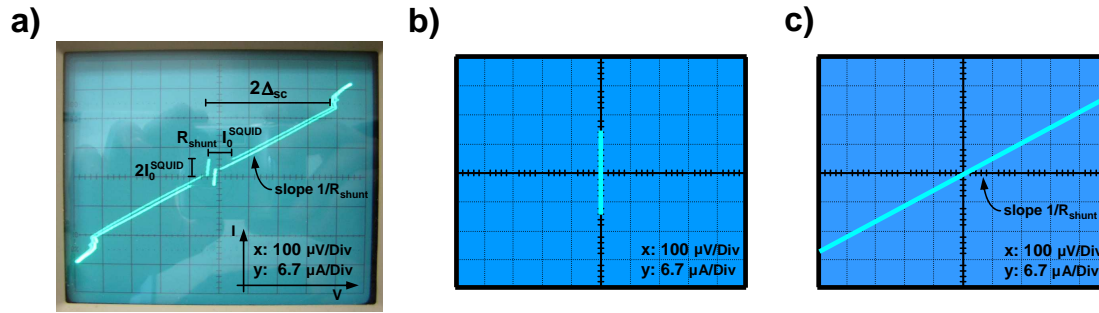 a)
2Δsc
Rshunt I0SQUID
2I0SQUID
slope 1/Rshunt
I
x: 100 µV/Div
y: 6.7 µA/Div
V
b)
x: 100 µV/Div
y: 6.7 µA/Div
c)
slope 1/Rshunt
x: 100 µV/Div
y: 6.7 µA/Div